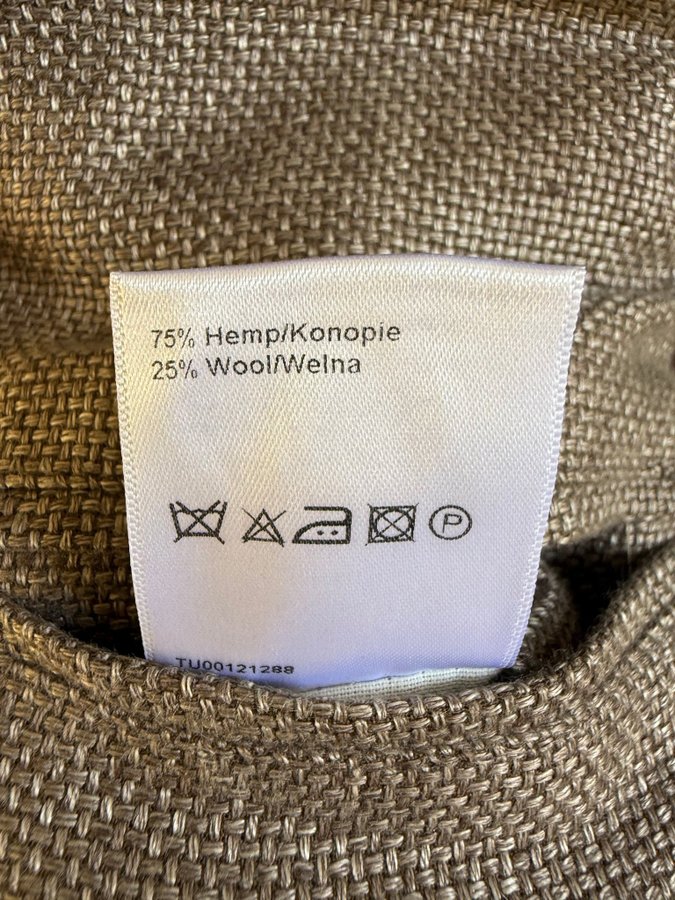 75% Hemp/Konopie
25% Wool/Welna
P
TU00121288